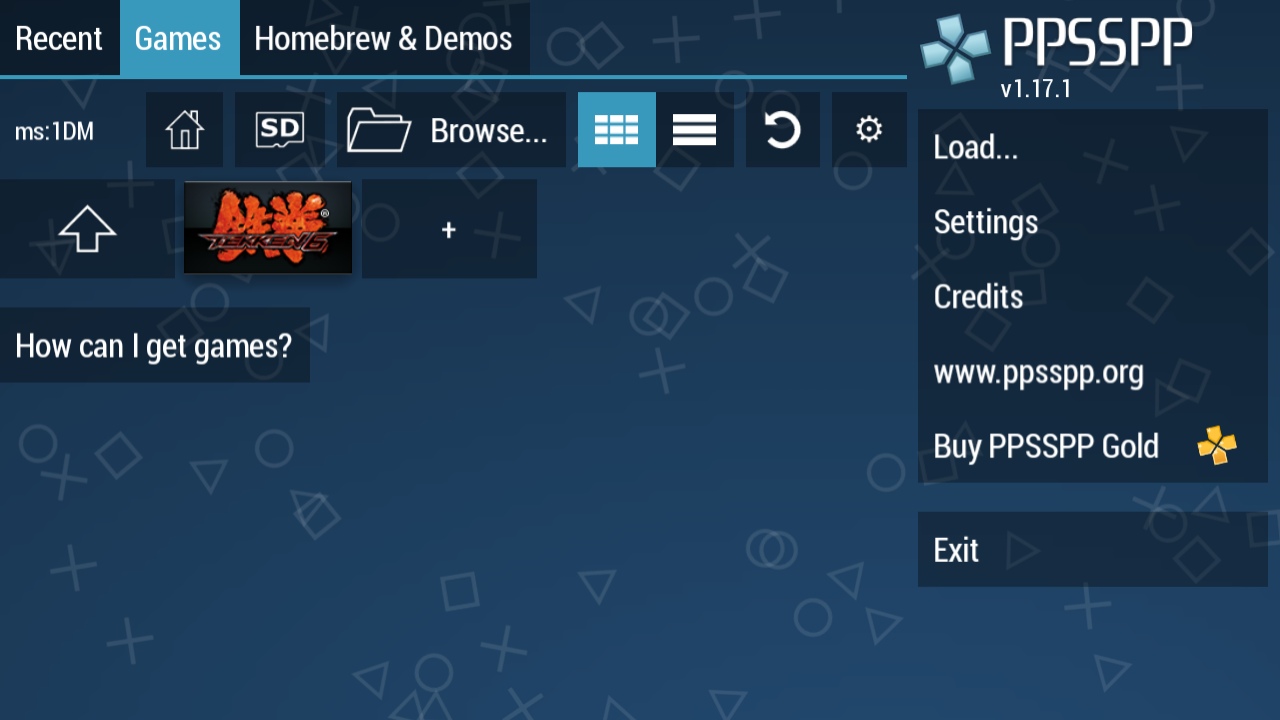 Recent
Games
Homebrew & Demos
PPSSPP
v1.17.1
ms:1DM
SD
Browse...
TEKKEN 6
+
How can I get games?
Load...
Settings
Credits
www.ppsspp.org
Buy PPSSPP Gold
Exit